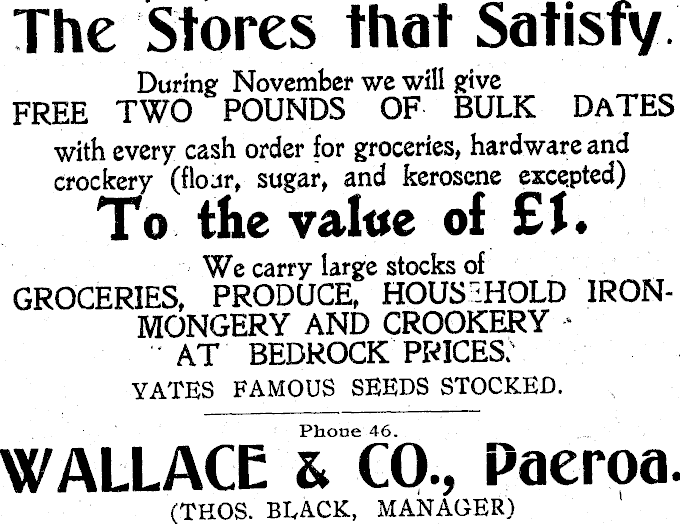 The Stores that Satisfy.
During November we will give
FREE TWO POUNDS OF BULK DATES
with every cash order for groceries, hardware and
crockery (flour, sugar, and kerosene excepted)
To the value of £1.
We carry large stocks of
GROCERIES, PRODUCE, HOUSEHOLD IRON-
MONGERY AND CROOKERY
AT BEDROCK PRICES.
YATES FAMOUS SEEDS STOCKED.
Phone 46.
WALLACE & CO., Paeroa.
(THOS. BLACK, MANAGER)